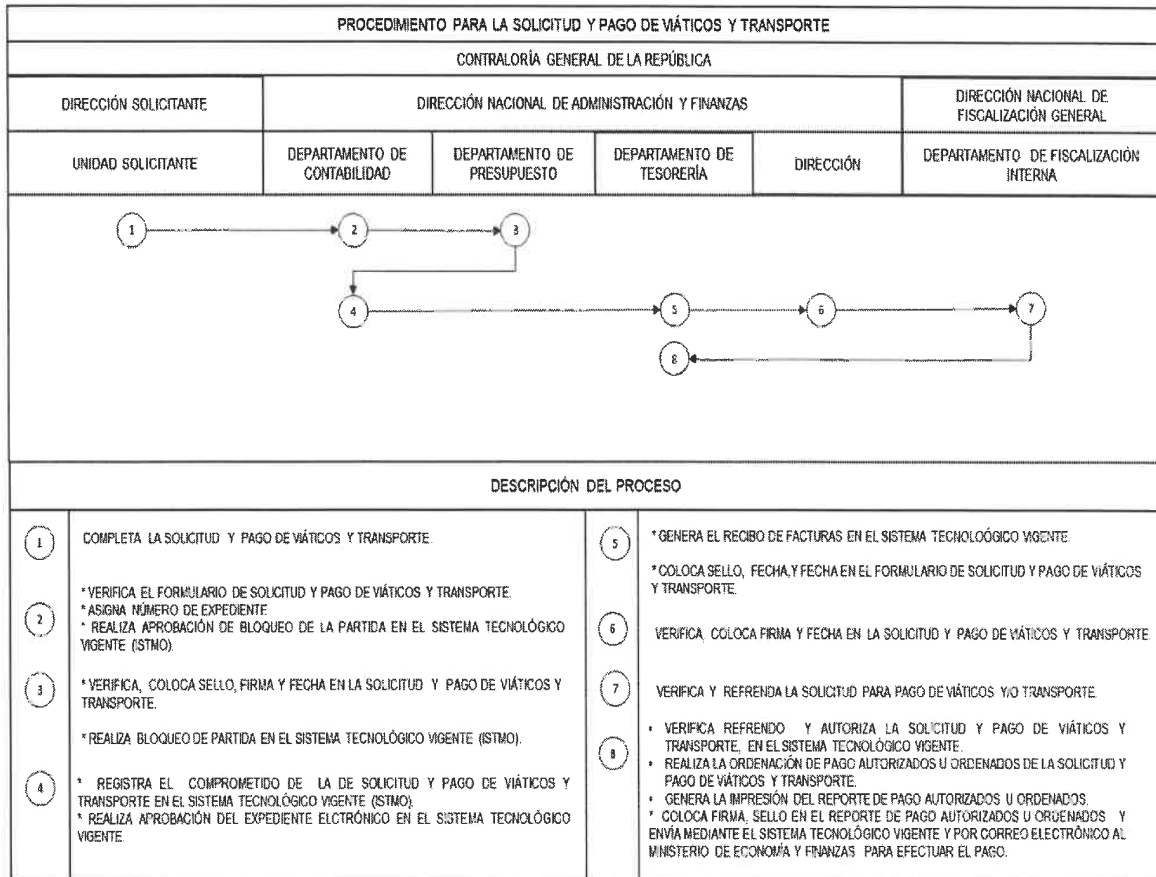 PROCEDIMIENTO PARA LA SOLICITUD Y PAGO DE VIÁTICOS Y TRANSPORTE
CONTRALORÍA GENERAL DE LA REPÚBLICA
DIRECCIÓN SOLICITANTE
DIRECCIÓN NACIONAL DE ADMINISTRACIÓN Y FINANZAS
DIRECCIÓN NACIONAL DE
FISCALIZACIÓN GENERAL
UNIDAD SOLICITANTE
DEPARTAMENTO DE
CONTABILIDAD
DEPARTAMENTO DE
PRESUPUESTO
DEPARTAMENTO DE
TESORERÍA
DIRECCIÓN
DEPARTAMENTO DE FISCALIZACIÓN
INTERNA
1
2
3
4
5
6
7
8
DESCRIPCIÓN DEL PROCESO
1
COMPLETA LA SOLICITUD Y PAGO DE VIÁTICOS Y TRANSPORTE.
2
* VERIFICA EL FORMULARIO DE SOLICITUD Y PAGO DE VIÁTICOS Y TRANSPORTE.
* ASIGNA NÚMERO DE EXPEDIENTE.
* REALIZA APROBACIÓN DE BLOQUEO DE LA PARTIDA EN EL SISTEMA TECNOLÓGICO
VIGENTE (ISTMO).
3
* VERIFICA, COLOCA SELLO, FIRMA Y FECHA EN LA SOLICITUD Y PAGO DE VIÁTICOS Y
TRANSPORTE.
* REALIZA BLOQUEO DE PARTIDA EN EL SISTEMA TECNOLÓGICO VIGENTE (ISTMO).
4
* REGISTRA EL COMPROMETIDO DE LA DE SOLICITUD Y PAGO DE VIÁTICOS Y
TRANSPORTE EN EL SISTEMA TECNOLÓGICO VIGENTE (ISTMO).
* REALIZA APROBACIÓN DEL EXPEDIENTE ELCTRÓNICO EN EL SISTEMA TECNOLÓGICO
VIGENTE.
5
* GENERA EL RECIBO DE FACTURAS EN EL SISTEMA TECNOLOÓGICO VIGENTE.
* COLOCA SELLO, FECHA,Y FECHA EN EL FORMULARIO DE SOLICITUD Y PAGO DE VIÁTICOS
Y TRANSPORTE.
6
VERIFICA, COLOCA FIRMA Y FECHA EN LA SOLICITUD Y PAGO DE VIÁTICOS Y TRANSPORTE.
7
VERIFICA Y REFRENDA LA SOLICITUD PARA PAGO DE VIÁTICOS Y/O TRANSPORTE.
8
* VERIFICA REFRENDO Y AUTORIZA LA SOLICITUD Y PAGO DE VIÁTICOS Y
TRANSPORTE, EN EL SISTEMA TECNOLÓGICO VIGENTE.
* REALIZA LA ORDENACIÓN DE PAGO AUTORIZADOS U ORDENADOS DE LA SOLICITUD Y
PAGO DE VIÁTICOS Y TRANSPORTE.
* GENERA LA IMPRESIÓN DEL REPORTE DE PAGO AUTORIZADOS U ORDENADOS.
* COLOCA FIRMA, SELLO EN EL REPORTE DE PAGO AUTORIZADOS U ORDENADOS Y
ENVÍA MEDIANTE EL SISTEMA TECNOLÓGICO VIGENTE Y POR CORREO ELECTRÓNICO AL
MINISTERIO DE ECONOMÍA Y FINANZAS PARA EFECTUAR EL PAGO.